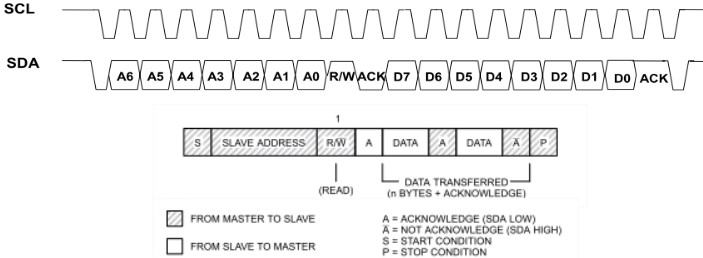 SCL
SDA A6 A5 A4 A3 A2 A1 A0 R/W ACK D7 D6 D5 D4 D3 D2 D1 D0 ACK
1
S SLAVE ADDRESS R/W̅ A DATA A DATA A̅ P
(READ)
DATA TRANSFERRED
(n BYTES + ACKNOWLEDGE)
FROM MASTER TO SLAVE
FROM SLAVE TO MASTER
A = ACKNOWLEDGE (SDA LOW)
A̅ = NOT ACKNOWLEDGE (SDA HIGH)
S = START CONDITION
P = STOP CONDITION